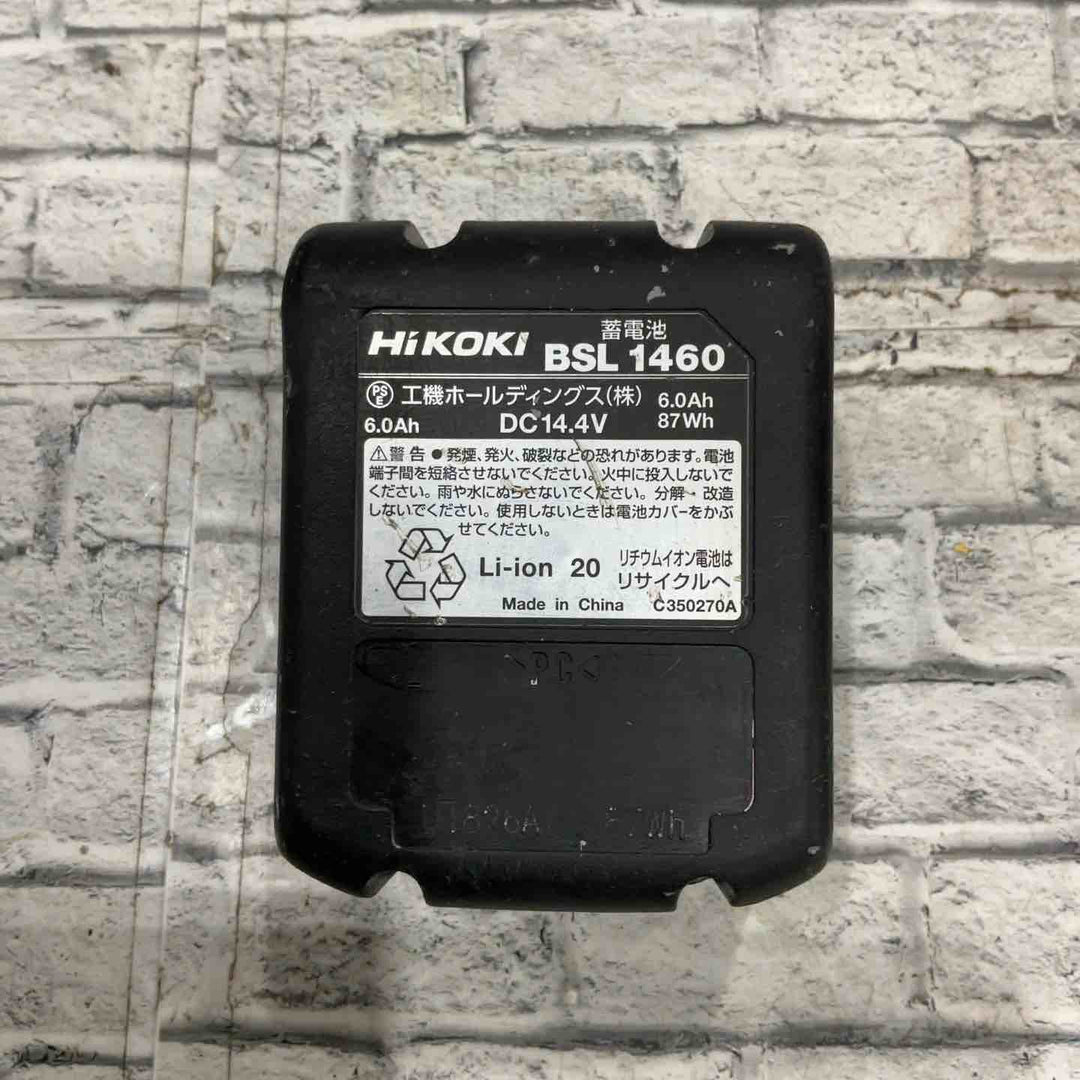 HiKOKI 蓄電池
BSL 1460
PS E 工機ホールディングス(株) 6.0Ah
6.0Ah DC14.4V 87Wh
⚠警告 ●発煙、発火、破裂などの恐れがあります。電池
端子間を短絡させないでください。火中に投入しないで
ください。雨や水にぬらさないでください。分解・改造
しないでください。使用しないときは電池カバーをかぶ
せてください。
Li-ion 20 リチウムイオン電池は
リサイクルへ
Made in China C350270A
>PC<